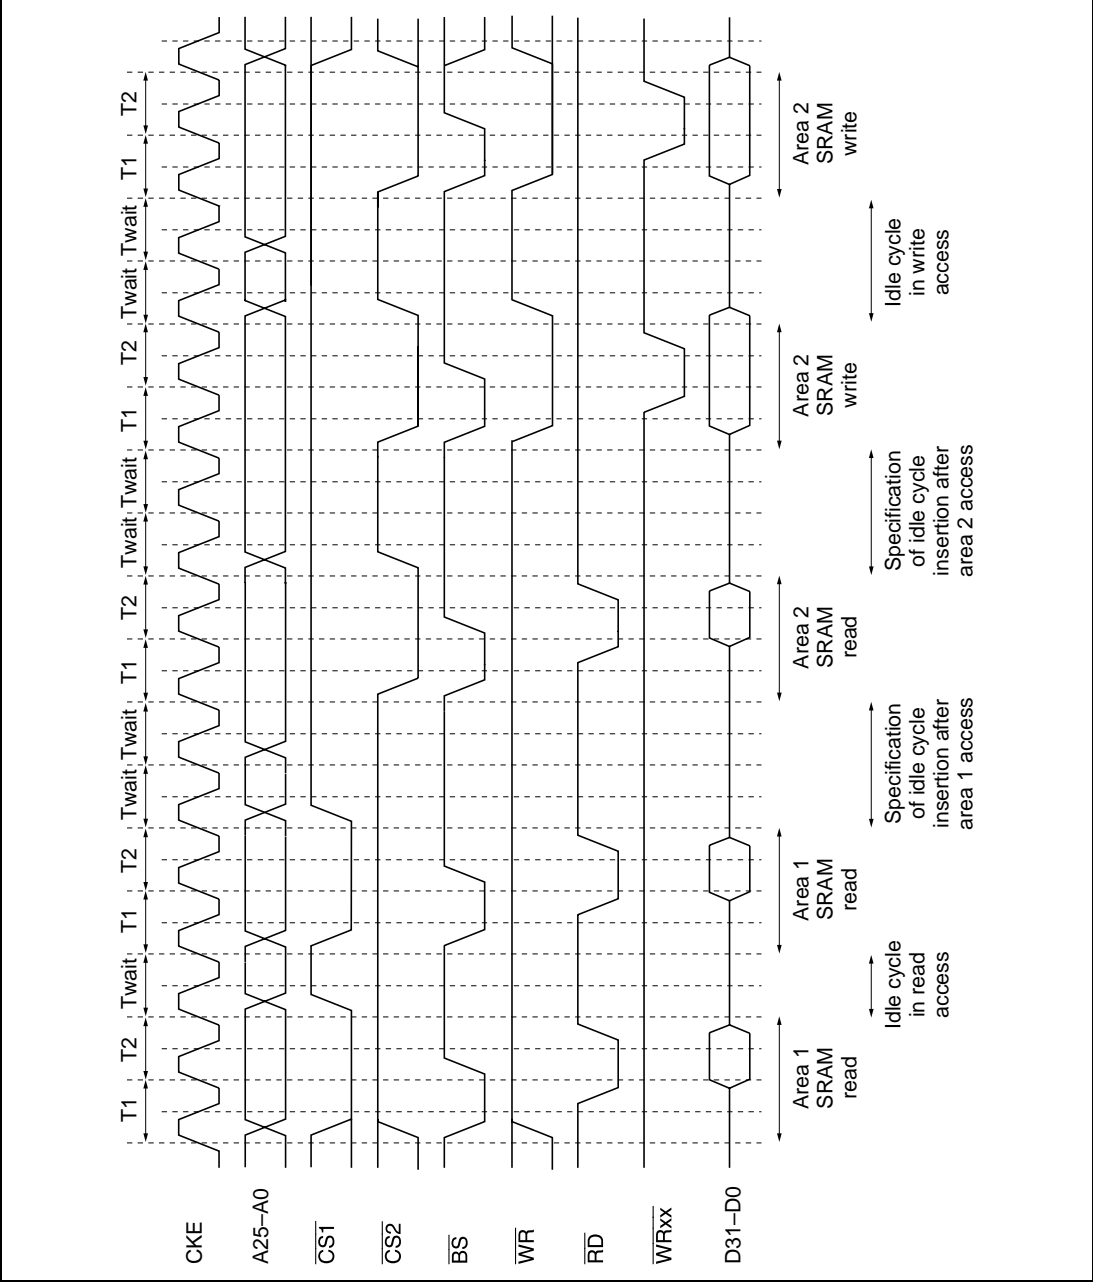 T1
T2
Twait
T1
T2
Twait
Twait
T1
T2
Twait
Twait
T1
T2
Twait
Twait
T1
T2
CKE
A25–A0
CS1
CS2
BS
WR
RD
WRxx
D31–D0
Area 1
SRAM
read
Area 1
SRAM
read
Area 2
SRAM
read
Area 2
SRAM
write
Area 2
SRAM
write
Idle cycle
in read
access
Specification
of idle cycle
insertion after
area 1 access
Specification
of idle cycle
insertion after
area 2 access
Idle cycle
in write
access